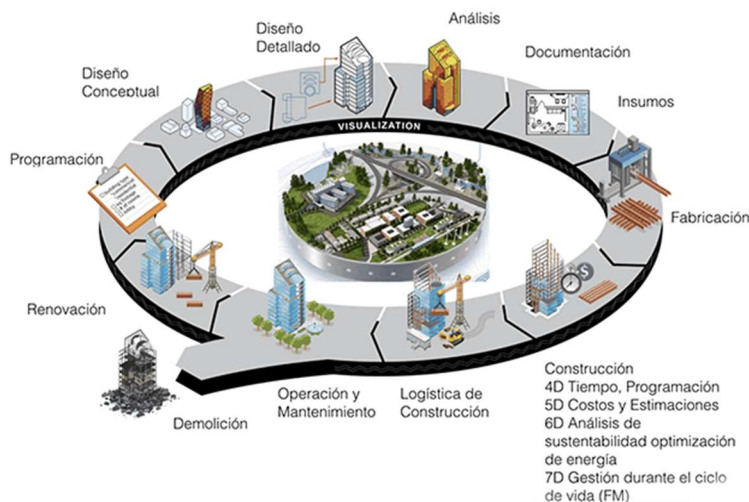 Análisis
Diseño
Detallado
Documentación
Diseño
Conceptual
Insumos
VISUALIZATION
Programación
Fabricación
Renovación
Construcción
4D Tiempo, Programación
5D Costos y Estimaciones
6D Análisis de
sustentabilidad optimización
de energía
7D Gestión durante el ciclo
de vida (FM)
Operación y
Mantenimiento
Logística de
Construcción
Demolición